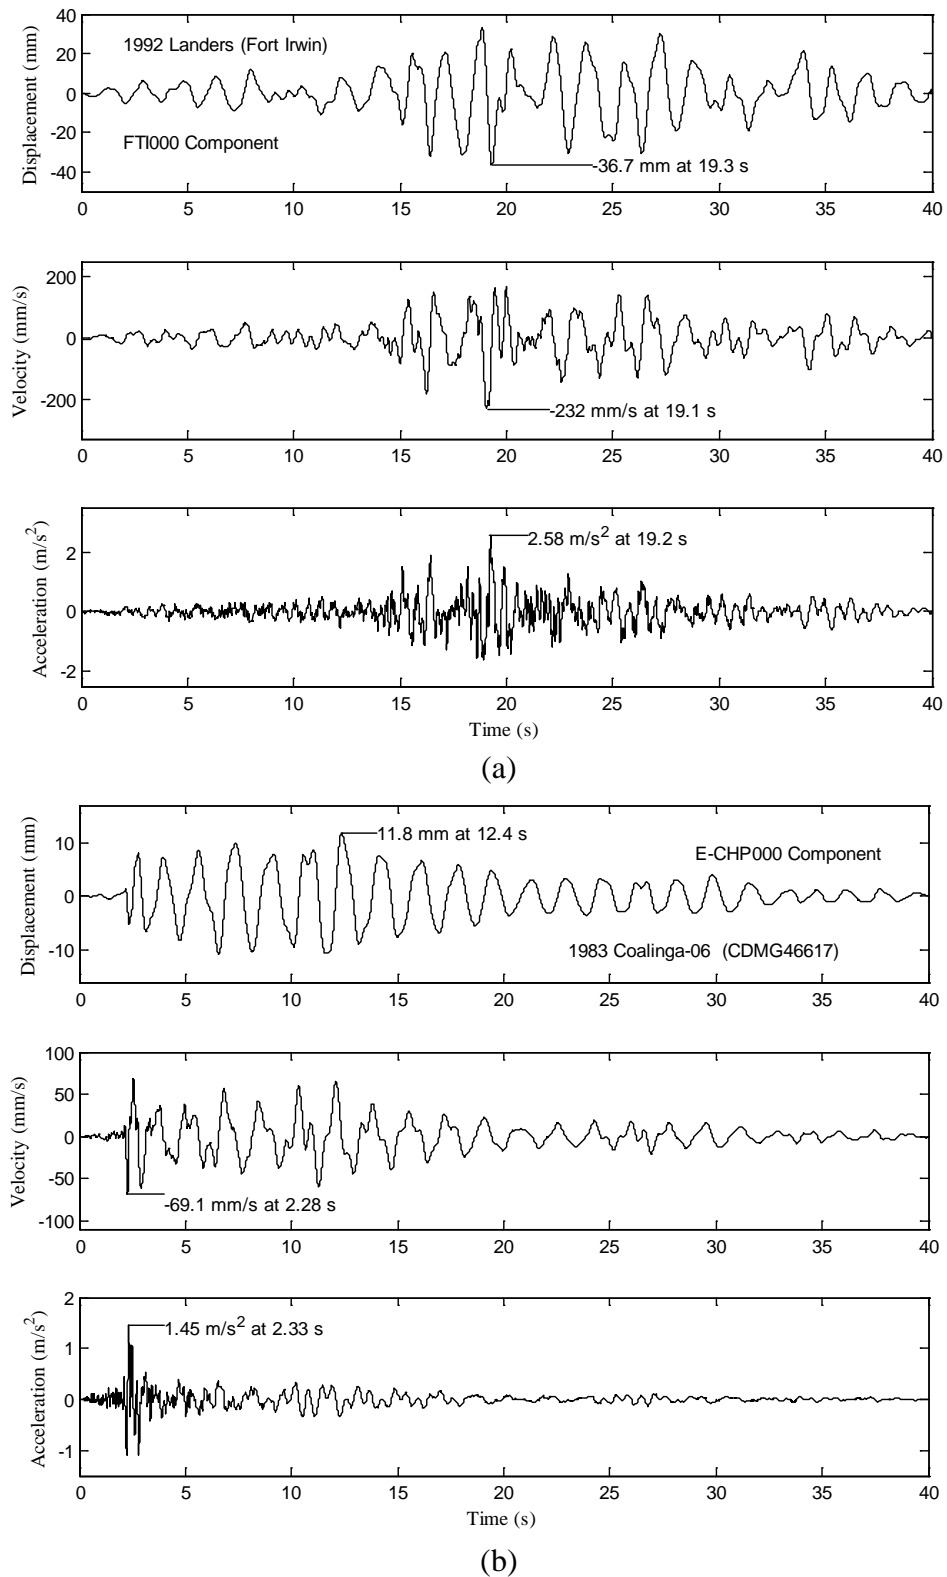 40
20
0
-20
-40
Displacement (mm)
1992 Landers (Fort Irwin)
FTI000 Component
-36.7 mm at 19.3 s
0 5 10 15 20 25 30 35 40
200
0
-200
Velocity (mm/s)
-232 mm/s at 19.1 s
0 5 10 15 20 25 30 35 40
2
0
-2
Acceleration (m/s²)
2.58 m/s² at 19.2 s
0 5 10 15 20 25 30 35 40
Time (s)
(a)
10
0
-10
Displacement (mm)
11.8 mm at 12.4 s
E-CHP000 Component
1983 Coalinga-06 (CDMG46617)
0 5 10 15 20 25 30 35 40
100
50
0
-50
-100
Velocity (mm/s)
-69.1 mm/s at 2.28 s
0 5 10 15 20 25 30 35 40
2
1
0
-1
Acceleration (m/s²)
1.45 m/s² at 2.33 s
0 5 10 15 20 25 30 35 40
Time (s)
(b)